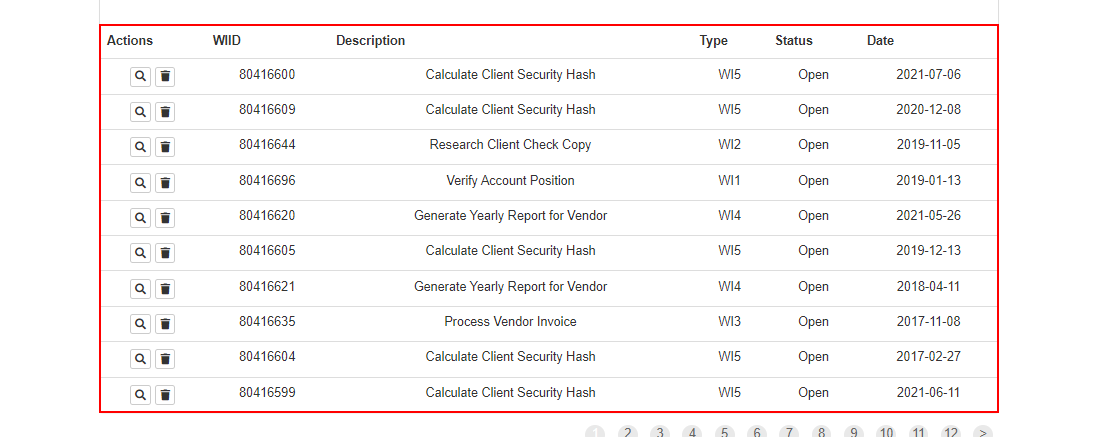 Actions WIID Description Type Status Date
80416600 Calculate Client Security Hash WI5 Open 2021-07-06
80416609 Calculate Client Security Hash WI5 Open 2020-12-08
80416644 Research Client Check Copy WI2 Open 2019-11-05
80416696 Verify Account Position WI1 Open 2019-01-13
80416620 Generate Yearly Report for Vendor WI4 Open 2021-05-26
80416605 Calculate Client Security Hash WI5 Open 2019-12-13
80416621 Generate Yearly Report for Vendor WI4 Open 2018-04-11
80416635 Process Vendor Invoice WI3 Open 2017-11-08
80416604 Calculate Client Security Hash WI5 Open 2017-02-27
80416599 Calculate Client Security Hash WI5 Open 2021-06-11
1 2 3 4 5 6 7 8 9 10 11 12 >